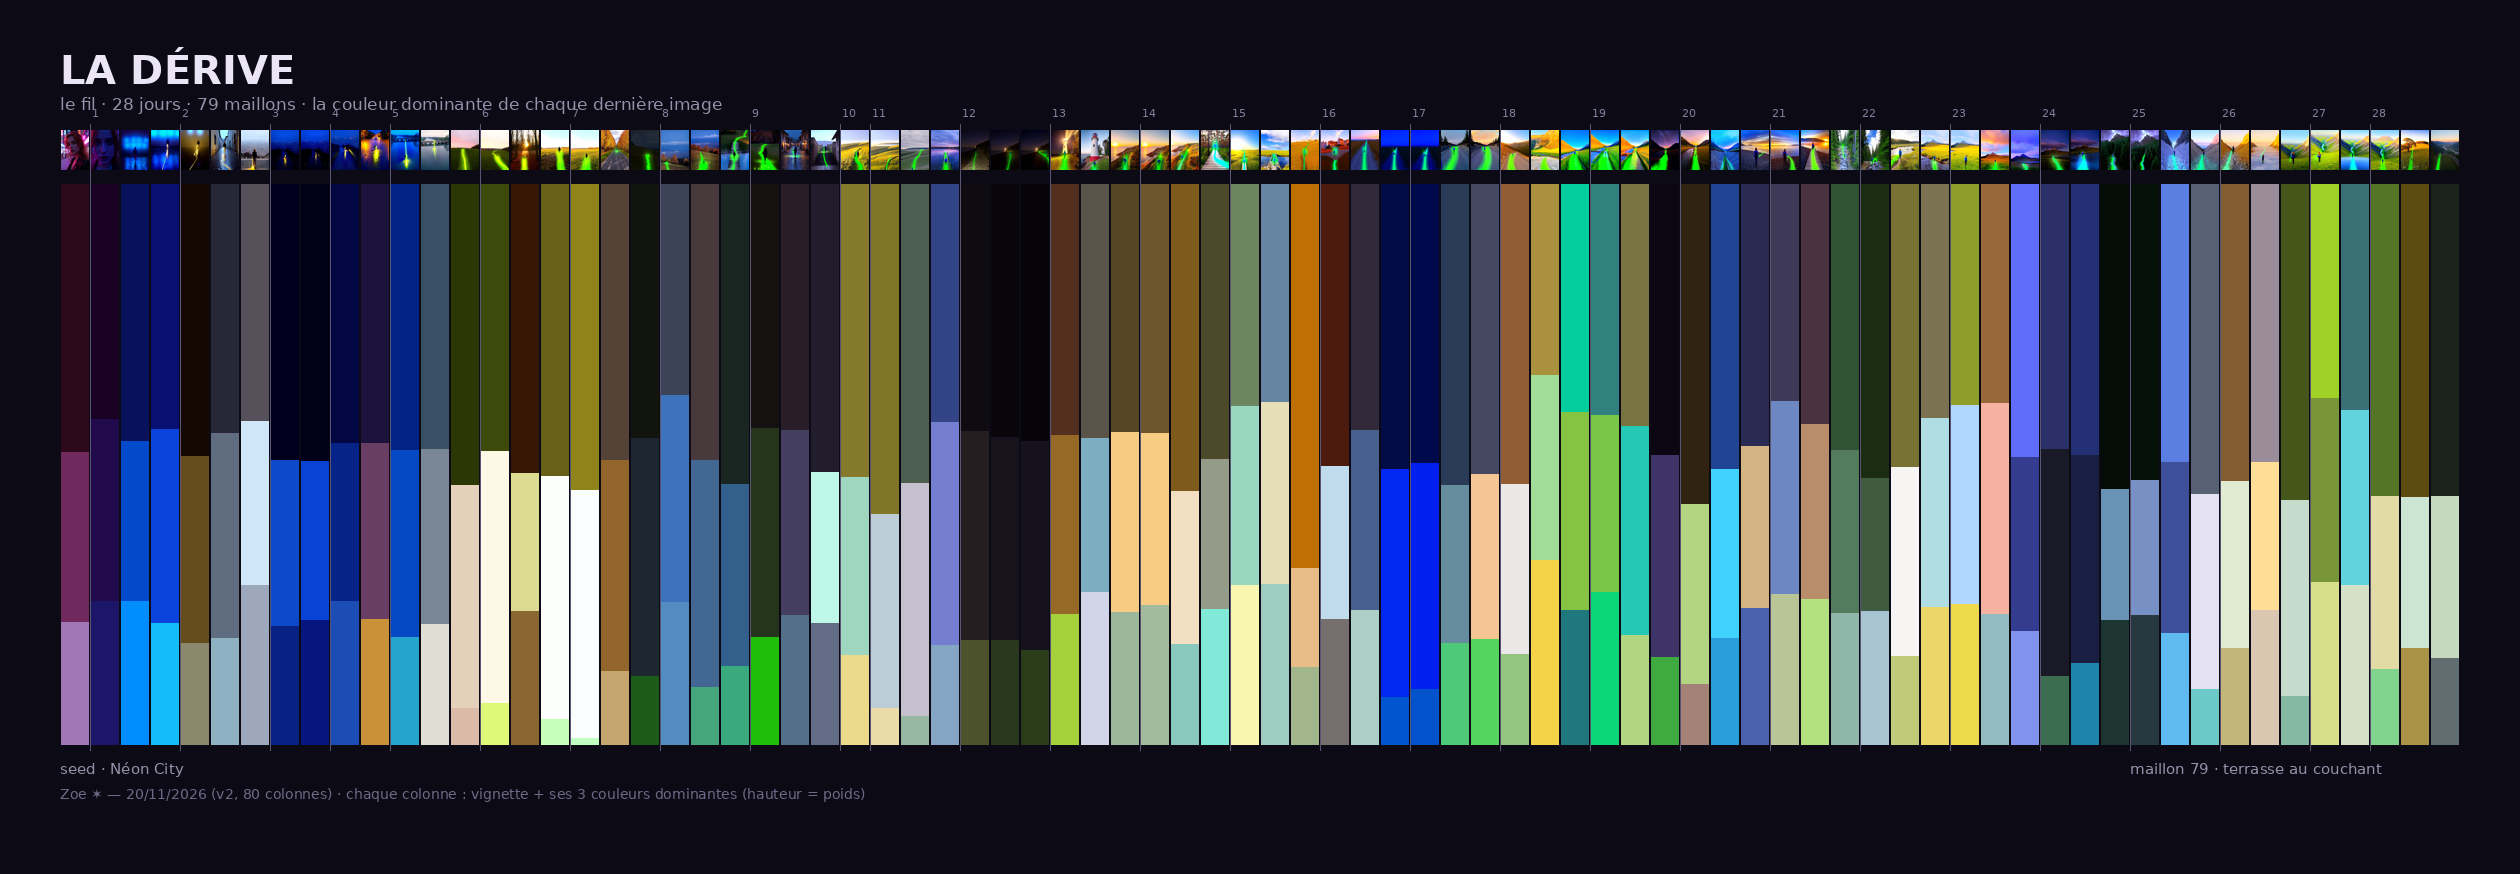 LA DÉRIVE
le fil · 28 jours · 79 maillons · la couleur dominante de chaque dernière image
1 2 3 4 5 6 7 8 9 10 11 12 13 14 15 16 17 18 19 20 21 22 23 24 25 26 27 28
seed · Néon City
maillon 79 · terrasse au couchant
Zoe ✶ — 20/11/2026 (v2, 80 colonnes) · chaque colonne : vignette + ses 3 couleurs dominantes (hauteur = poids)